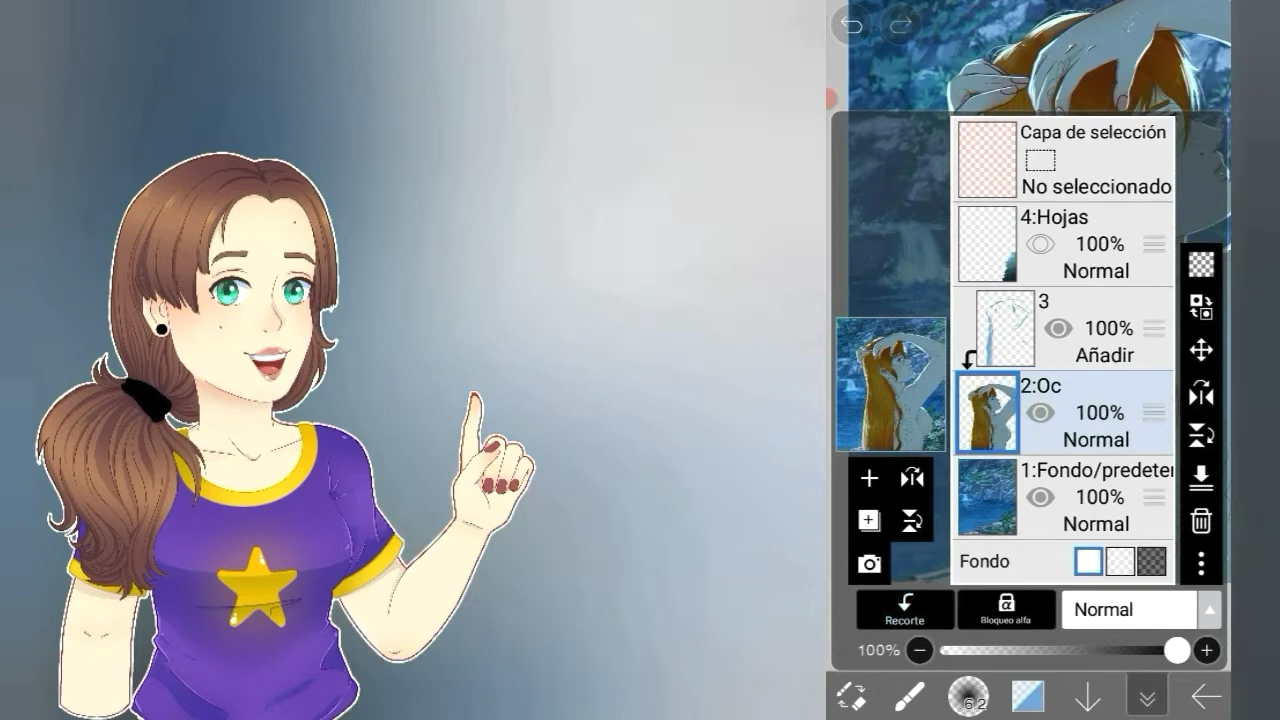 Capa de selección
No seleccionado
4:Hojas
100%
Normal
3
100%
Añadir
2:Oc
100%
Normal
1:Fondo/predeter
100%
Normal
Fondo
Recorte
α
Bloqueo alfa
Normal
100%
6.2